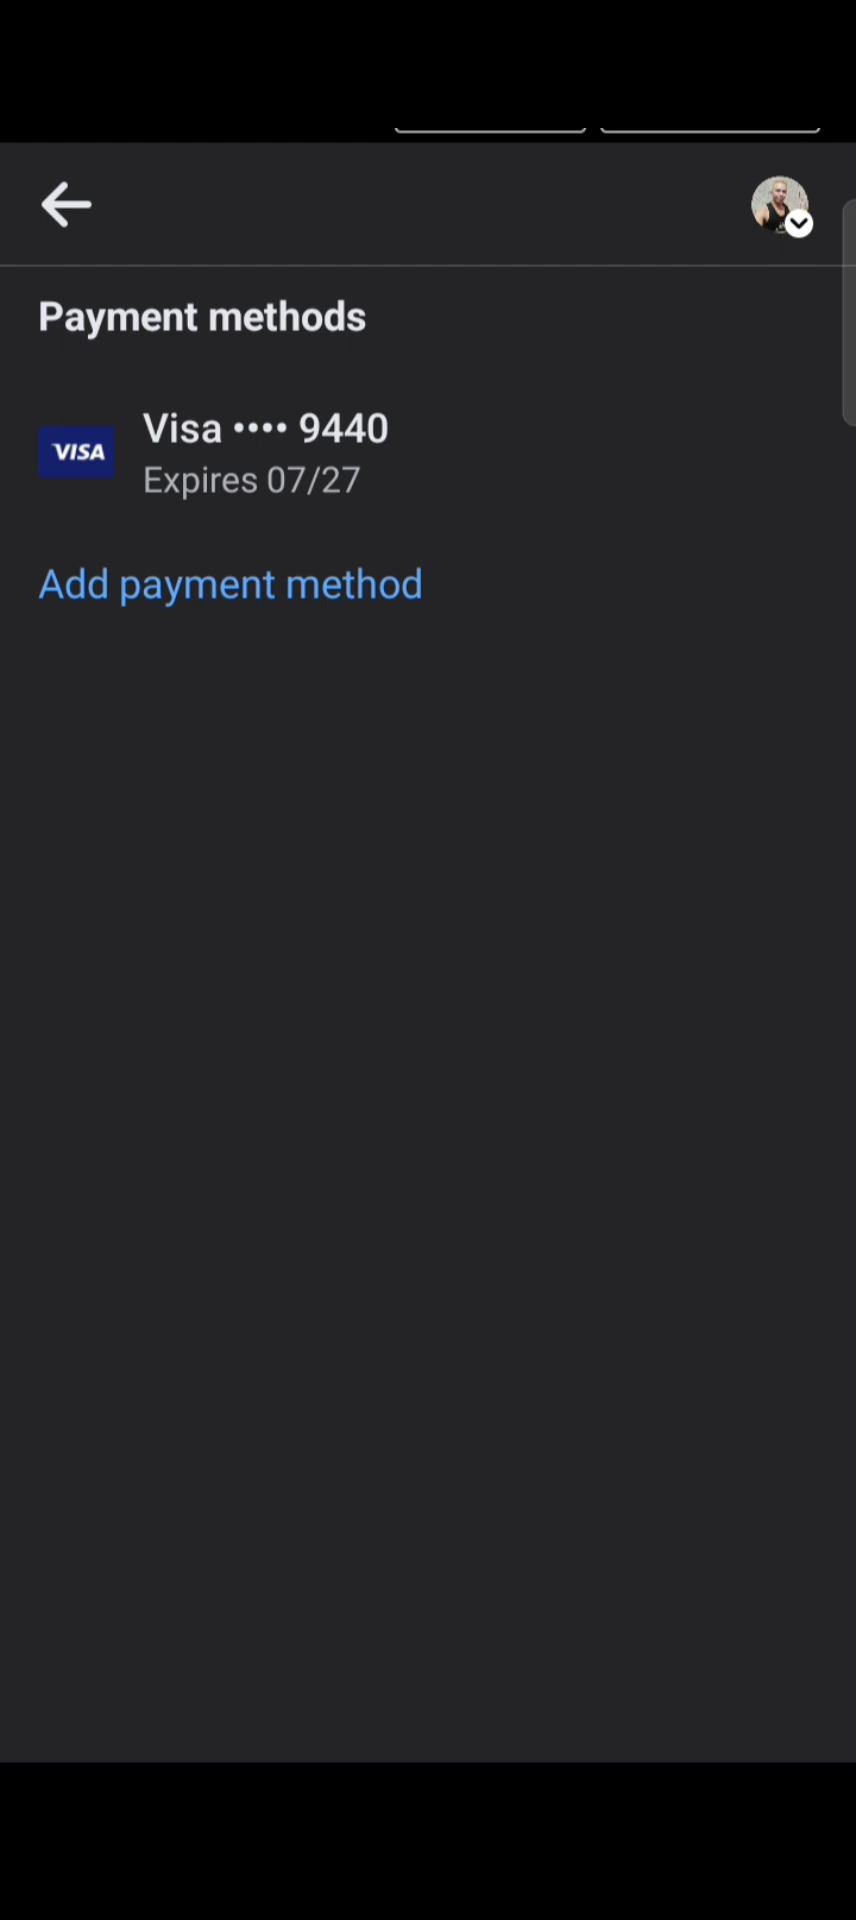 Payment methods
Visa •••• 9440
VISA
Expires 07/27
Add payment method